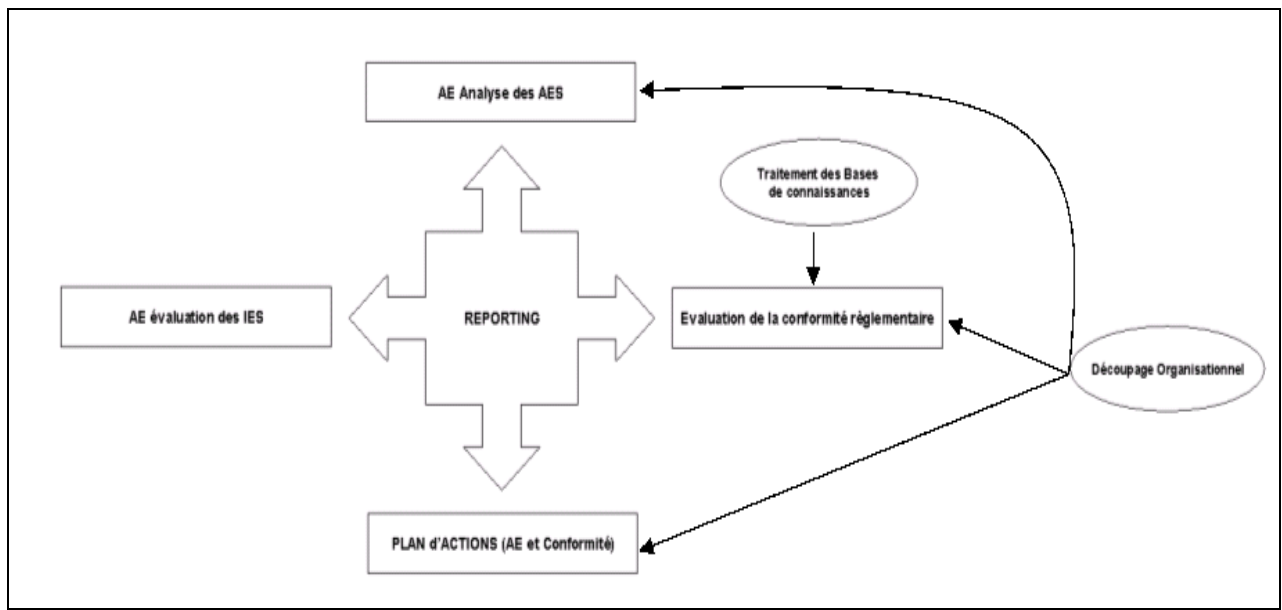 AE Analyse des AES
Traitement des Bases
de connaissances
AE évaluation des IES
REPORTING
Evaluation de la conformité règlementaire
Découpage Organisationnel
PLAN d'ACTIONS (AE et Conformité)